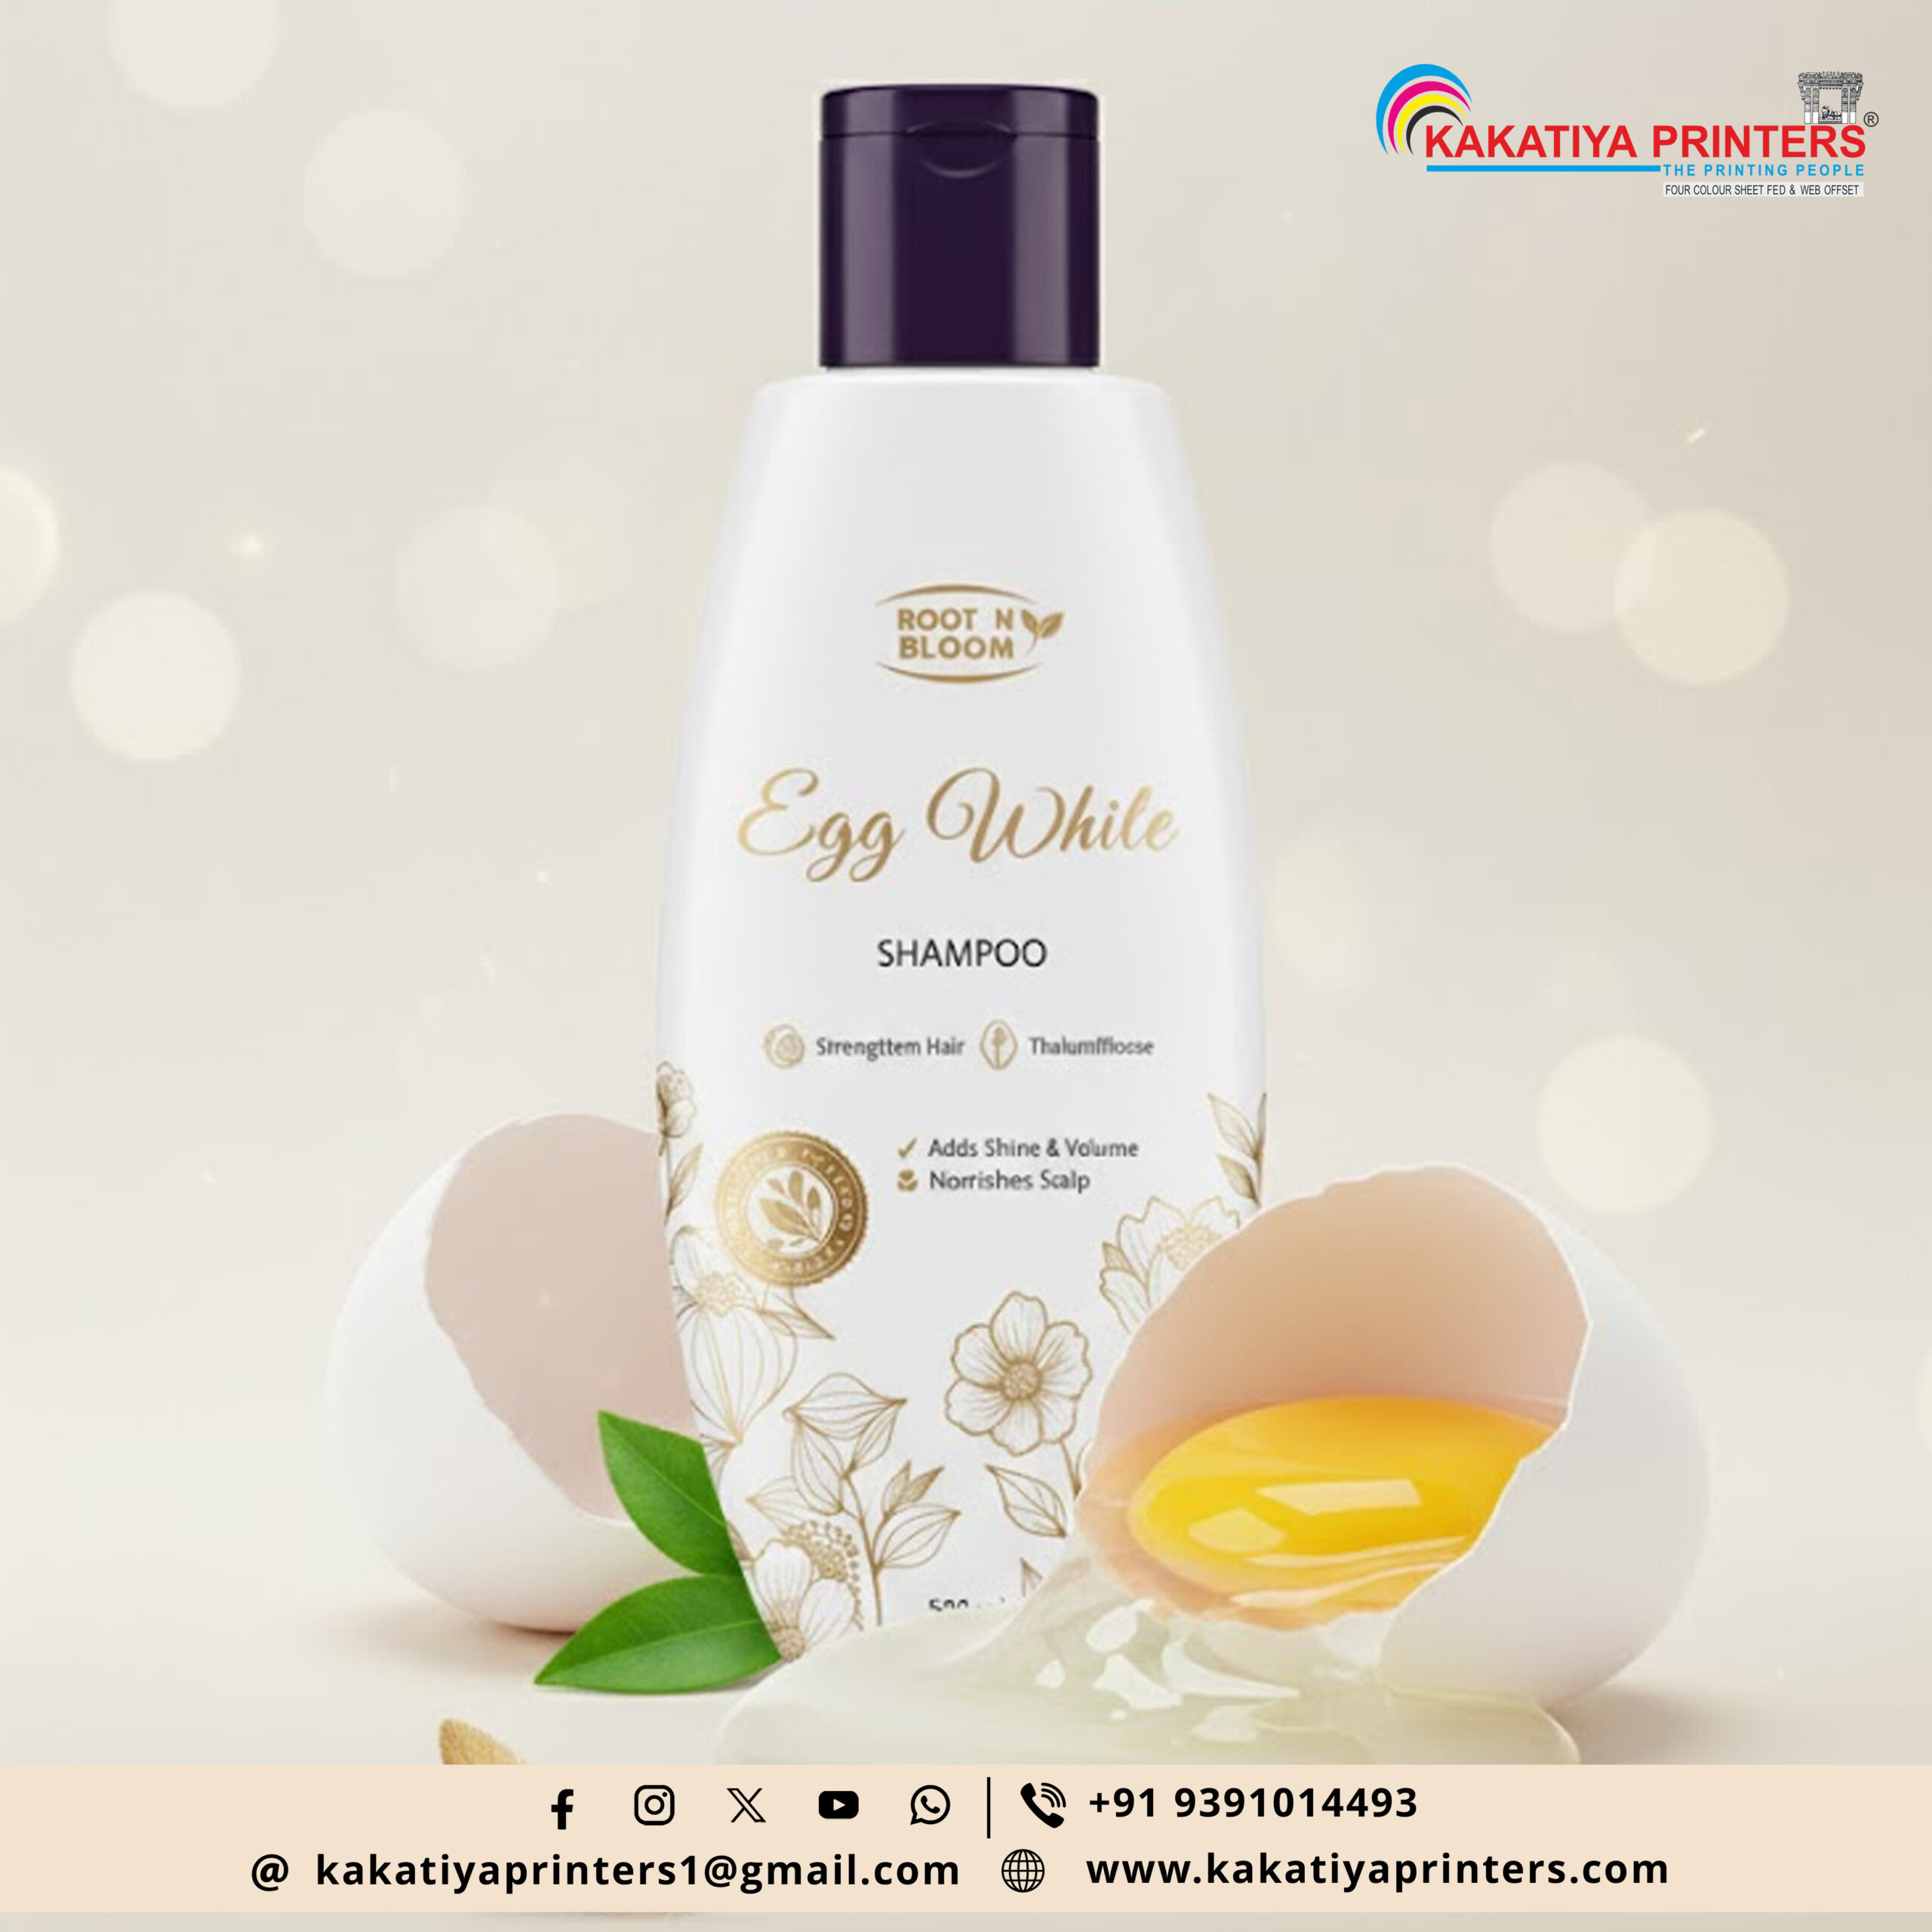 KAKATIYA PRINTERS®
THE PRINTING PEOPLE
FOUR COLOUR SHEET FED & WEB OFFSET
ROOT N
BLOOM
Egg White
SHAMPOO
Strengttem Hair
Thalumffiocse
Adds Shine & Volume
Norrishes Scalp
+91 9391014493
@ kakatiyaprinters1@gmail.com
www.kakatiyaprinters.com